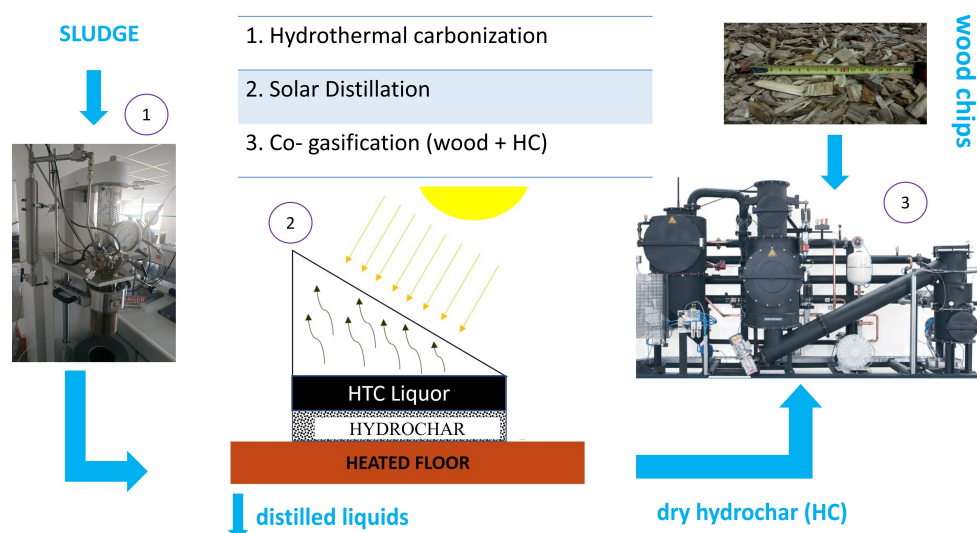 SLUDGE
1
1. Hydrothermal carbonization
2. Solar Distillation
3. Co- gasification (wood + HC)
wood chips
2
3
HTC Liquor
HYDROCHAR
HEATED FLOOR
distilled liquids
dry hydrochar (HC)